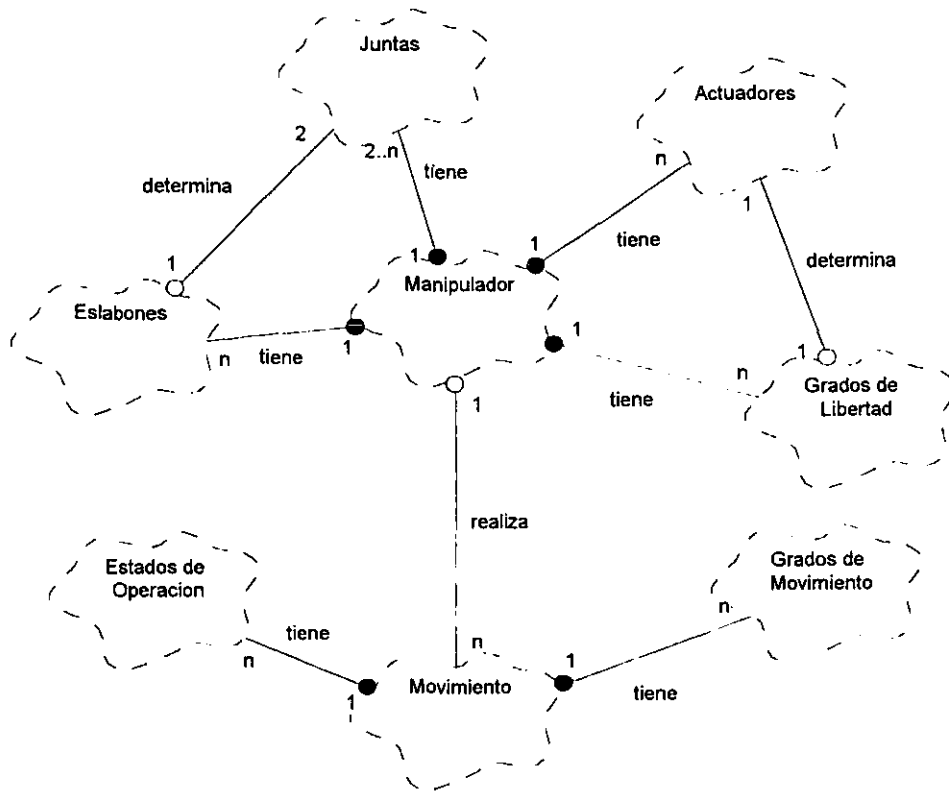 Juntas
Actuadores
2
2..n
n
tiene
determina
1
tiene
determina
1
1
1
Manipulador
Eslabones
1
1
n
tiene
1
1
n
tiene
Grados de
Libertad
realiza
Estados de
Operacion
Grados de
Movimiento
tiene
n
n
n
1
1
Movimiento
tiene